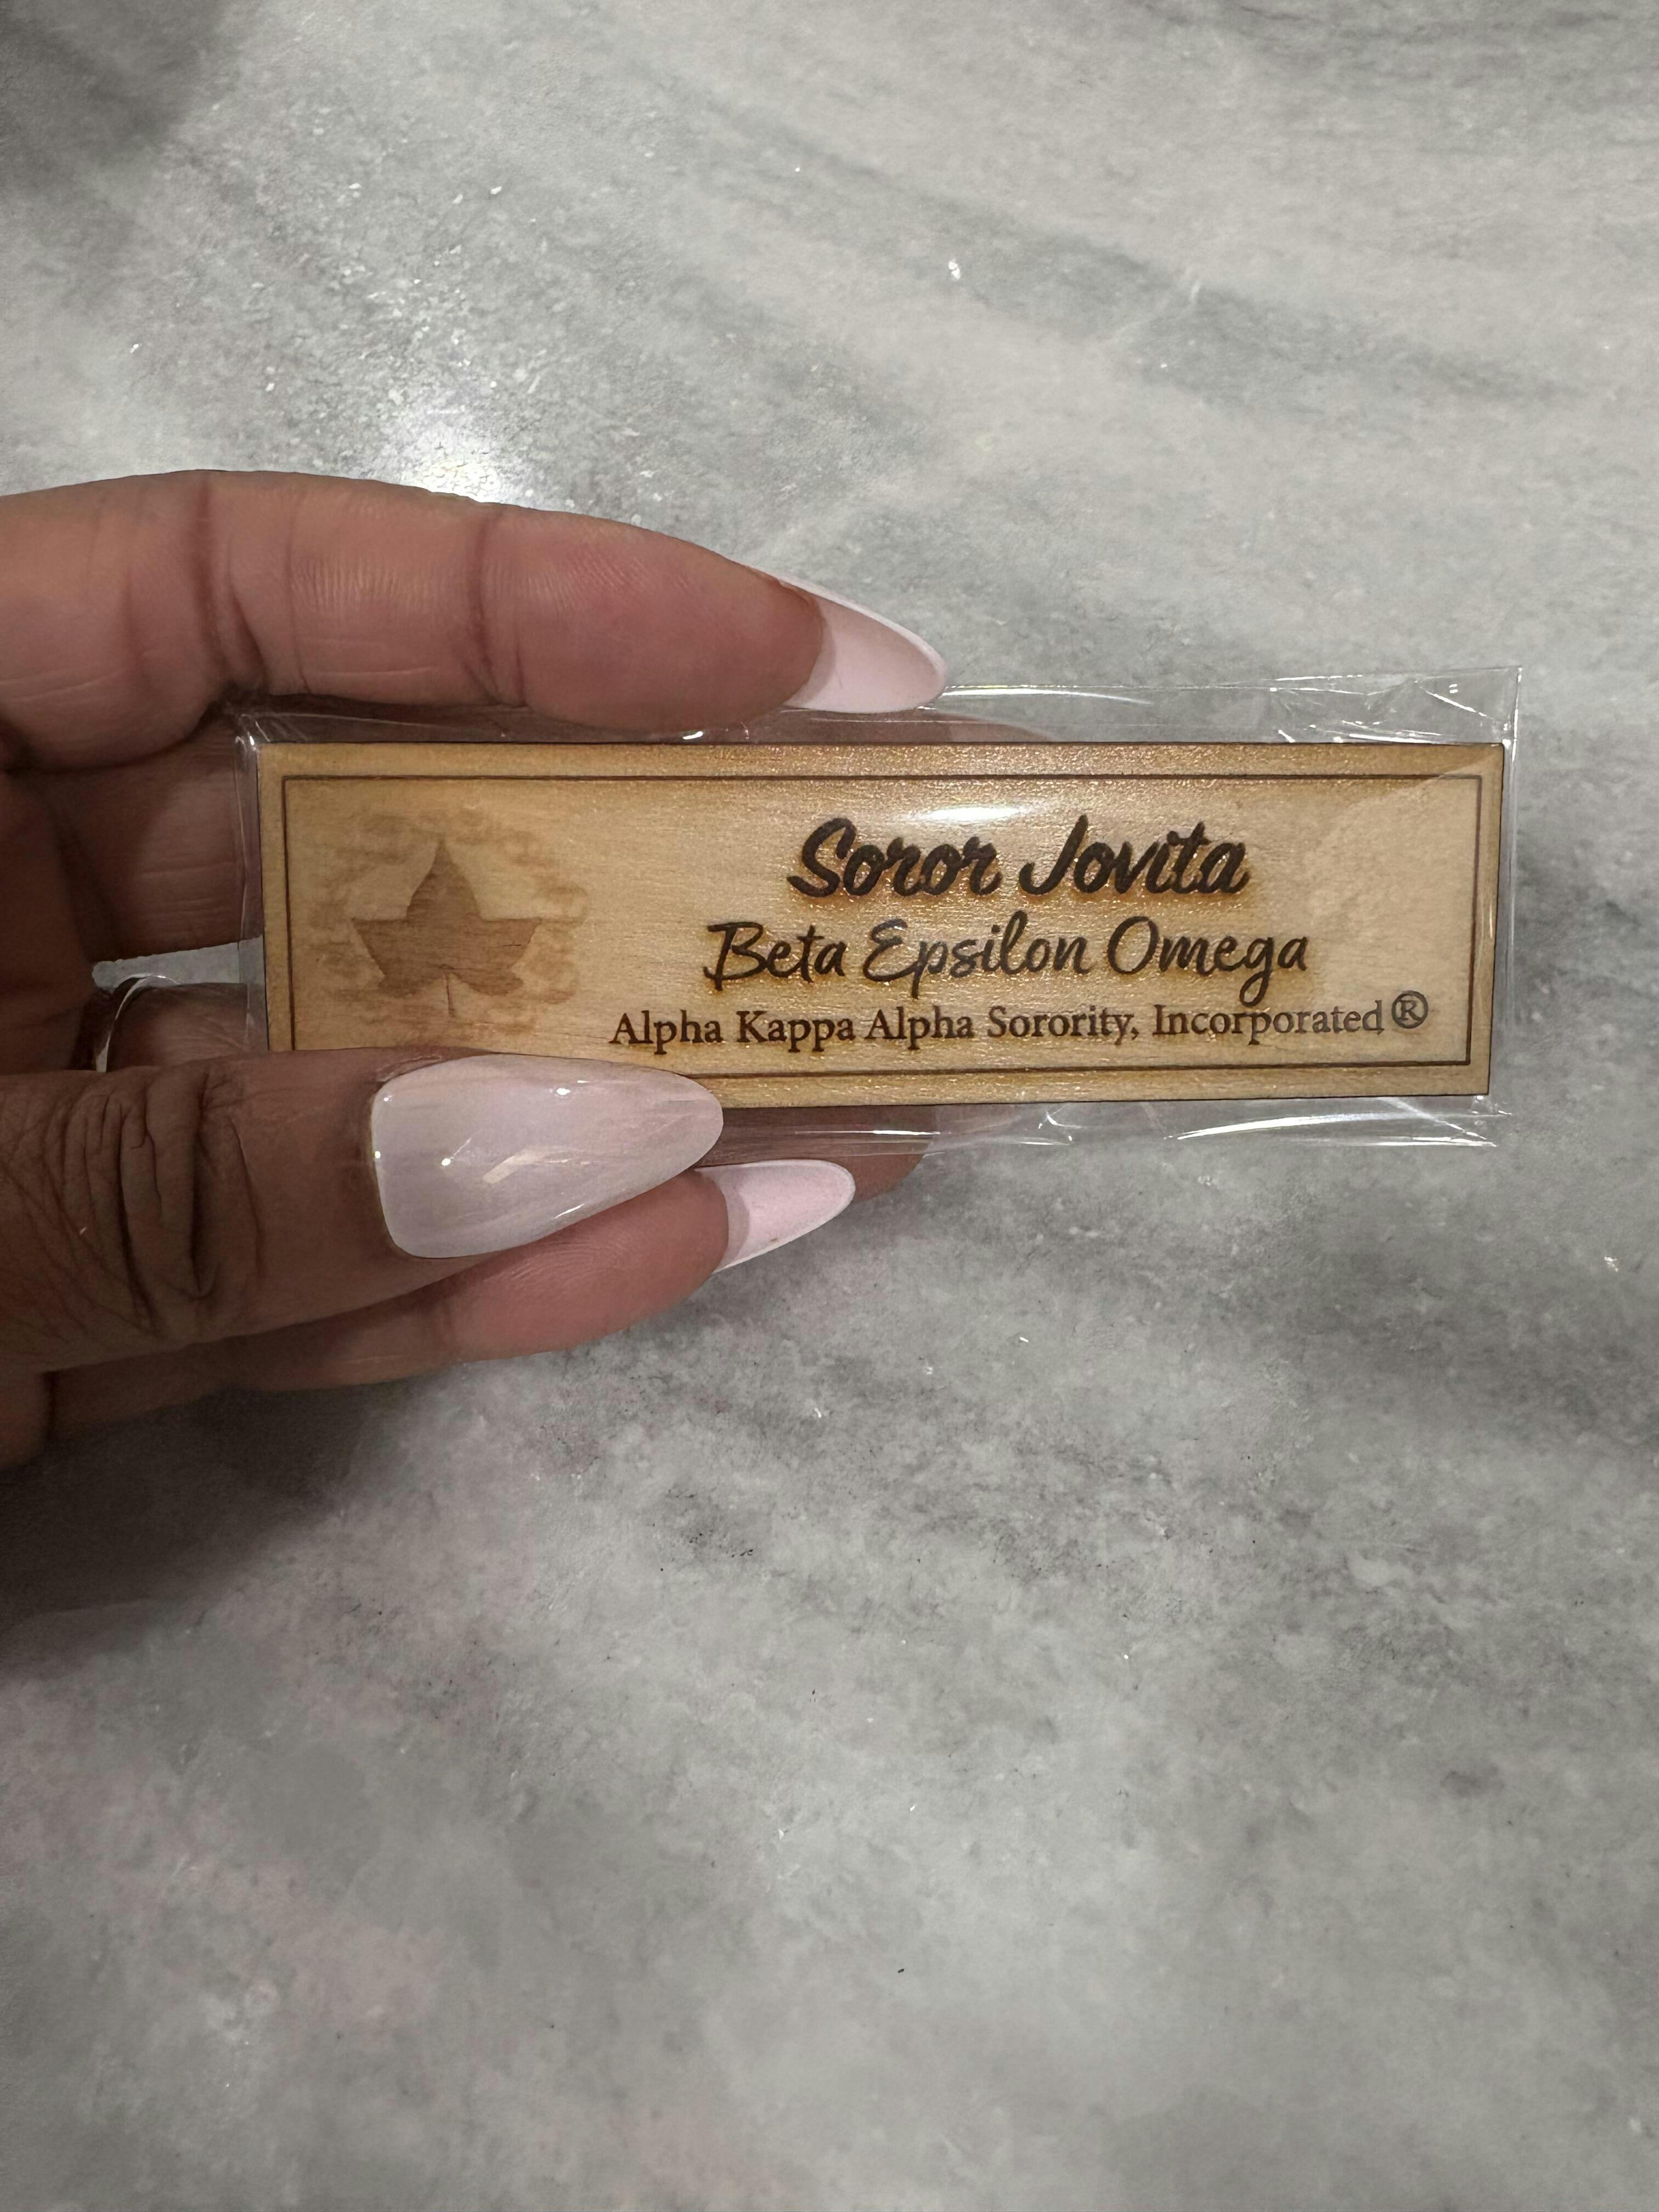 Soror Jovita
Beta Epsilon Omega
Alpha Kappa Alpha Sorority, Incorporated®